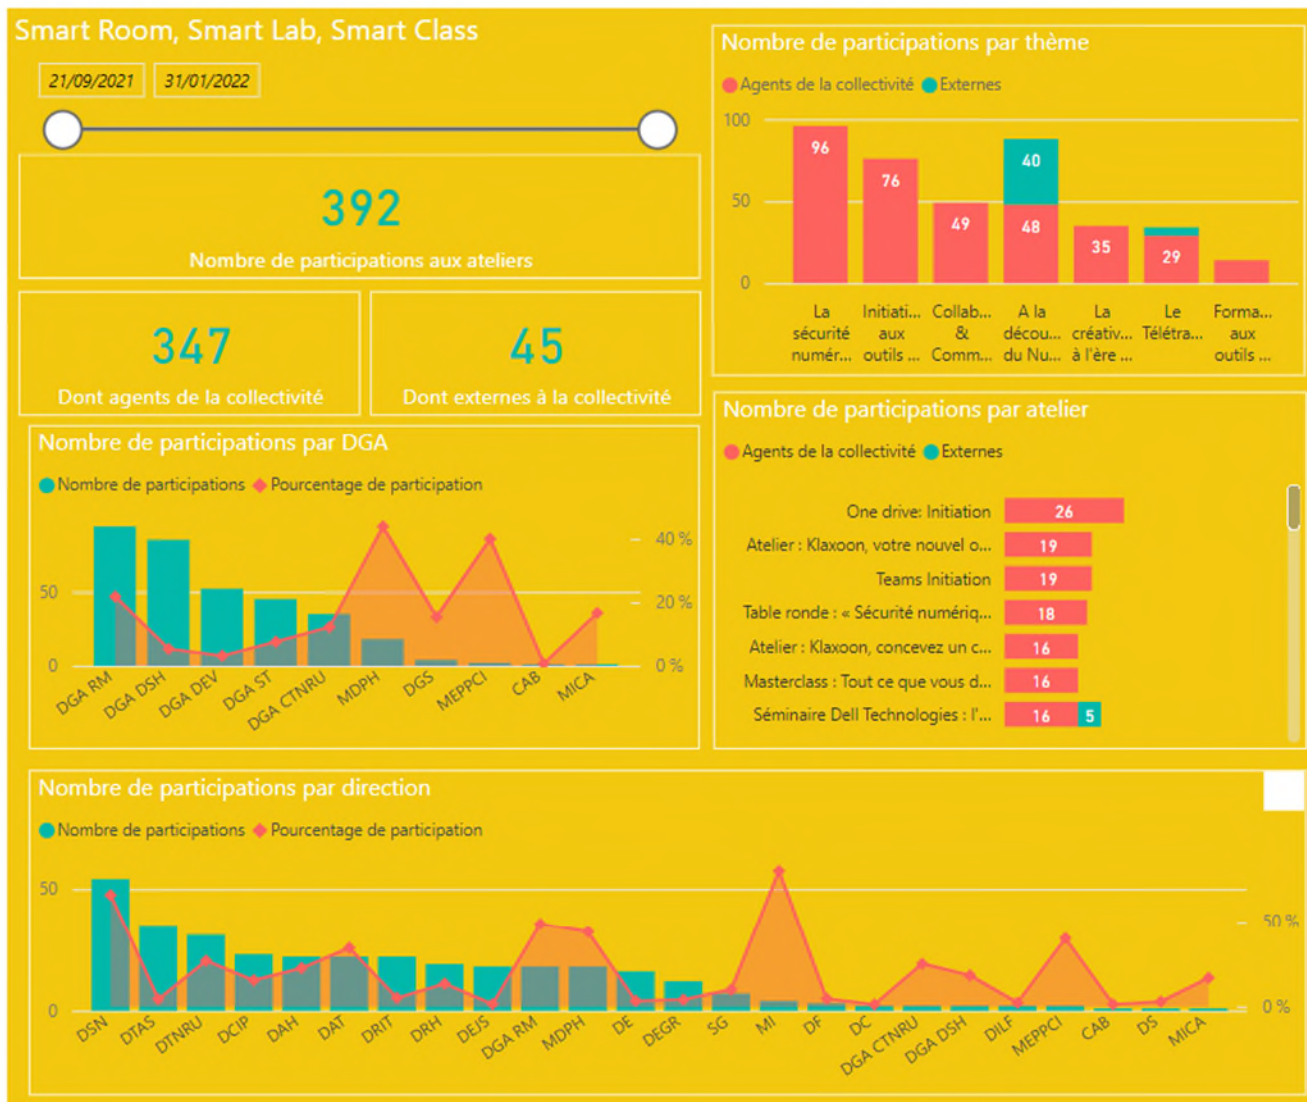 Smart Room, Smart Lab, Smart Class
21/09/2021 31/01/2022
392
Nombre de participations aux ateliers
347
Dont agents de la collectivité
45
Dont externes à la collectivité
Nombre de participations par thème
Agents de la collectivité Externes
100
50
0
96
76
49
40
48
35
29
La sécurité numér...
Initiati... aux outils ...
Collab... & Comm...
A la décou... du Nu...
La créativ... à l'ère ...
Le Télétra...
Forma... aux outils ...
Nombre de participations par DGA
Nombre de participations Pourcentage de participation
50
0
40 %
20 %
0 %
DGA RM
DGA DSH
DGA DEV
DGA ST
DGA CTNRU
MDPH
DGS
MEPPCI
CAB
MICA
Nombre de participations par atelier
Agents de la collectivité Externes
One drive: Initiation 26
Atelier : Klaxoon, votre nouvel o... 19
Teams Initiation 19
Table ronde : « Sécurité numériq... 18
Atelier : Klaxoon, concevez un c... 16
Masterclass : Tout ce que vous d... 16
Séminaire Dell Technologies : l'... 16 5
Nombre de participations par direction
Nombre de participations Pourcentage de participation
50
0
50 %
0 %
DSN
DTAS
DTNRU
DCIP
DAH
DAT
DRIT
DRH
DEJS
DGA RM
MDPH
DE
DEGR
SG
MI
DF
DC
DGA CTNRU
DGA DSH
DILF
MEPPCI
CAB
DS
MICA